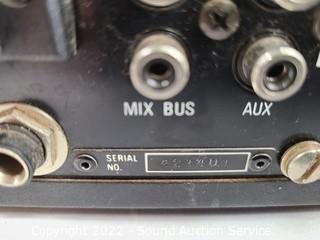 MIX BUS
AUX
SERIAL
NO.
Copyright 2022 - Sound Auction Service